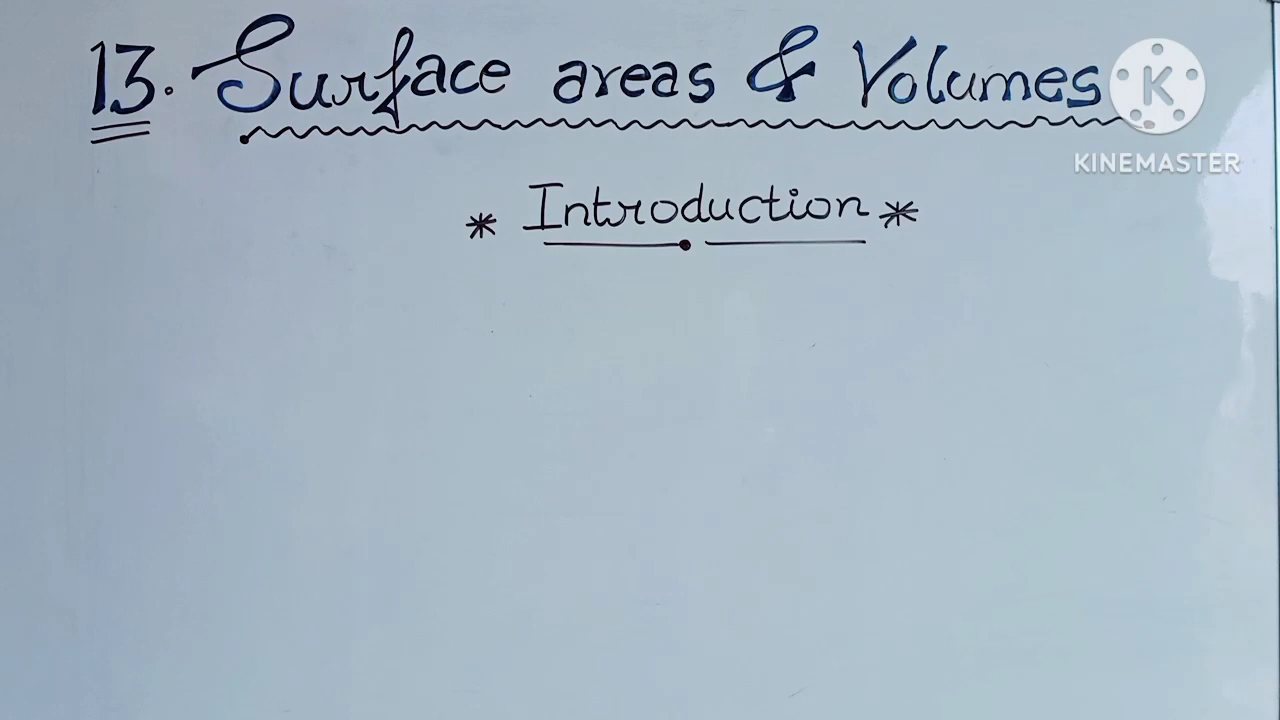 13. Surface areas & Volumes
K
KINEMASTER
* Introduction *